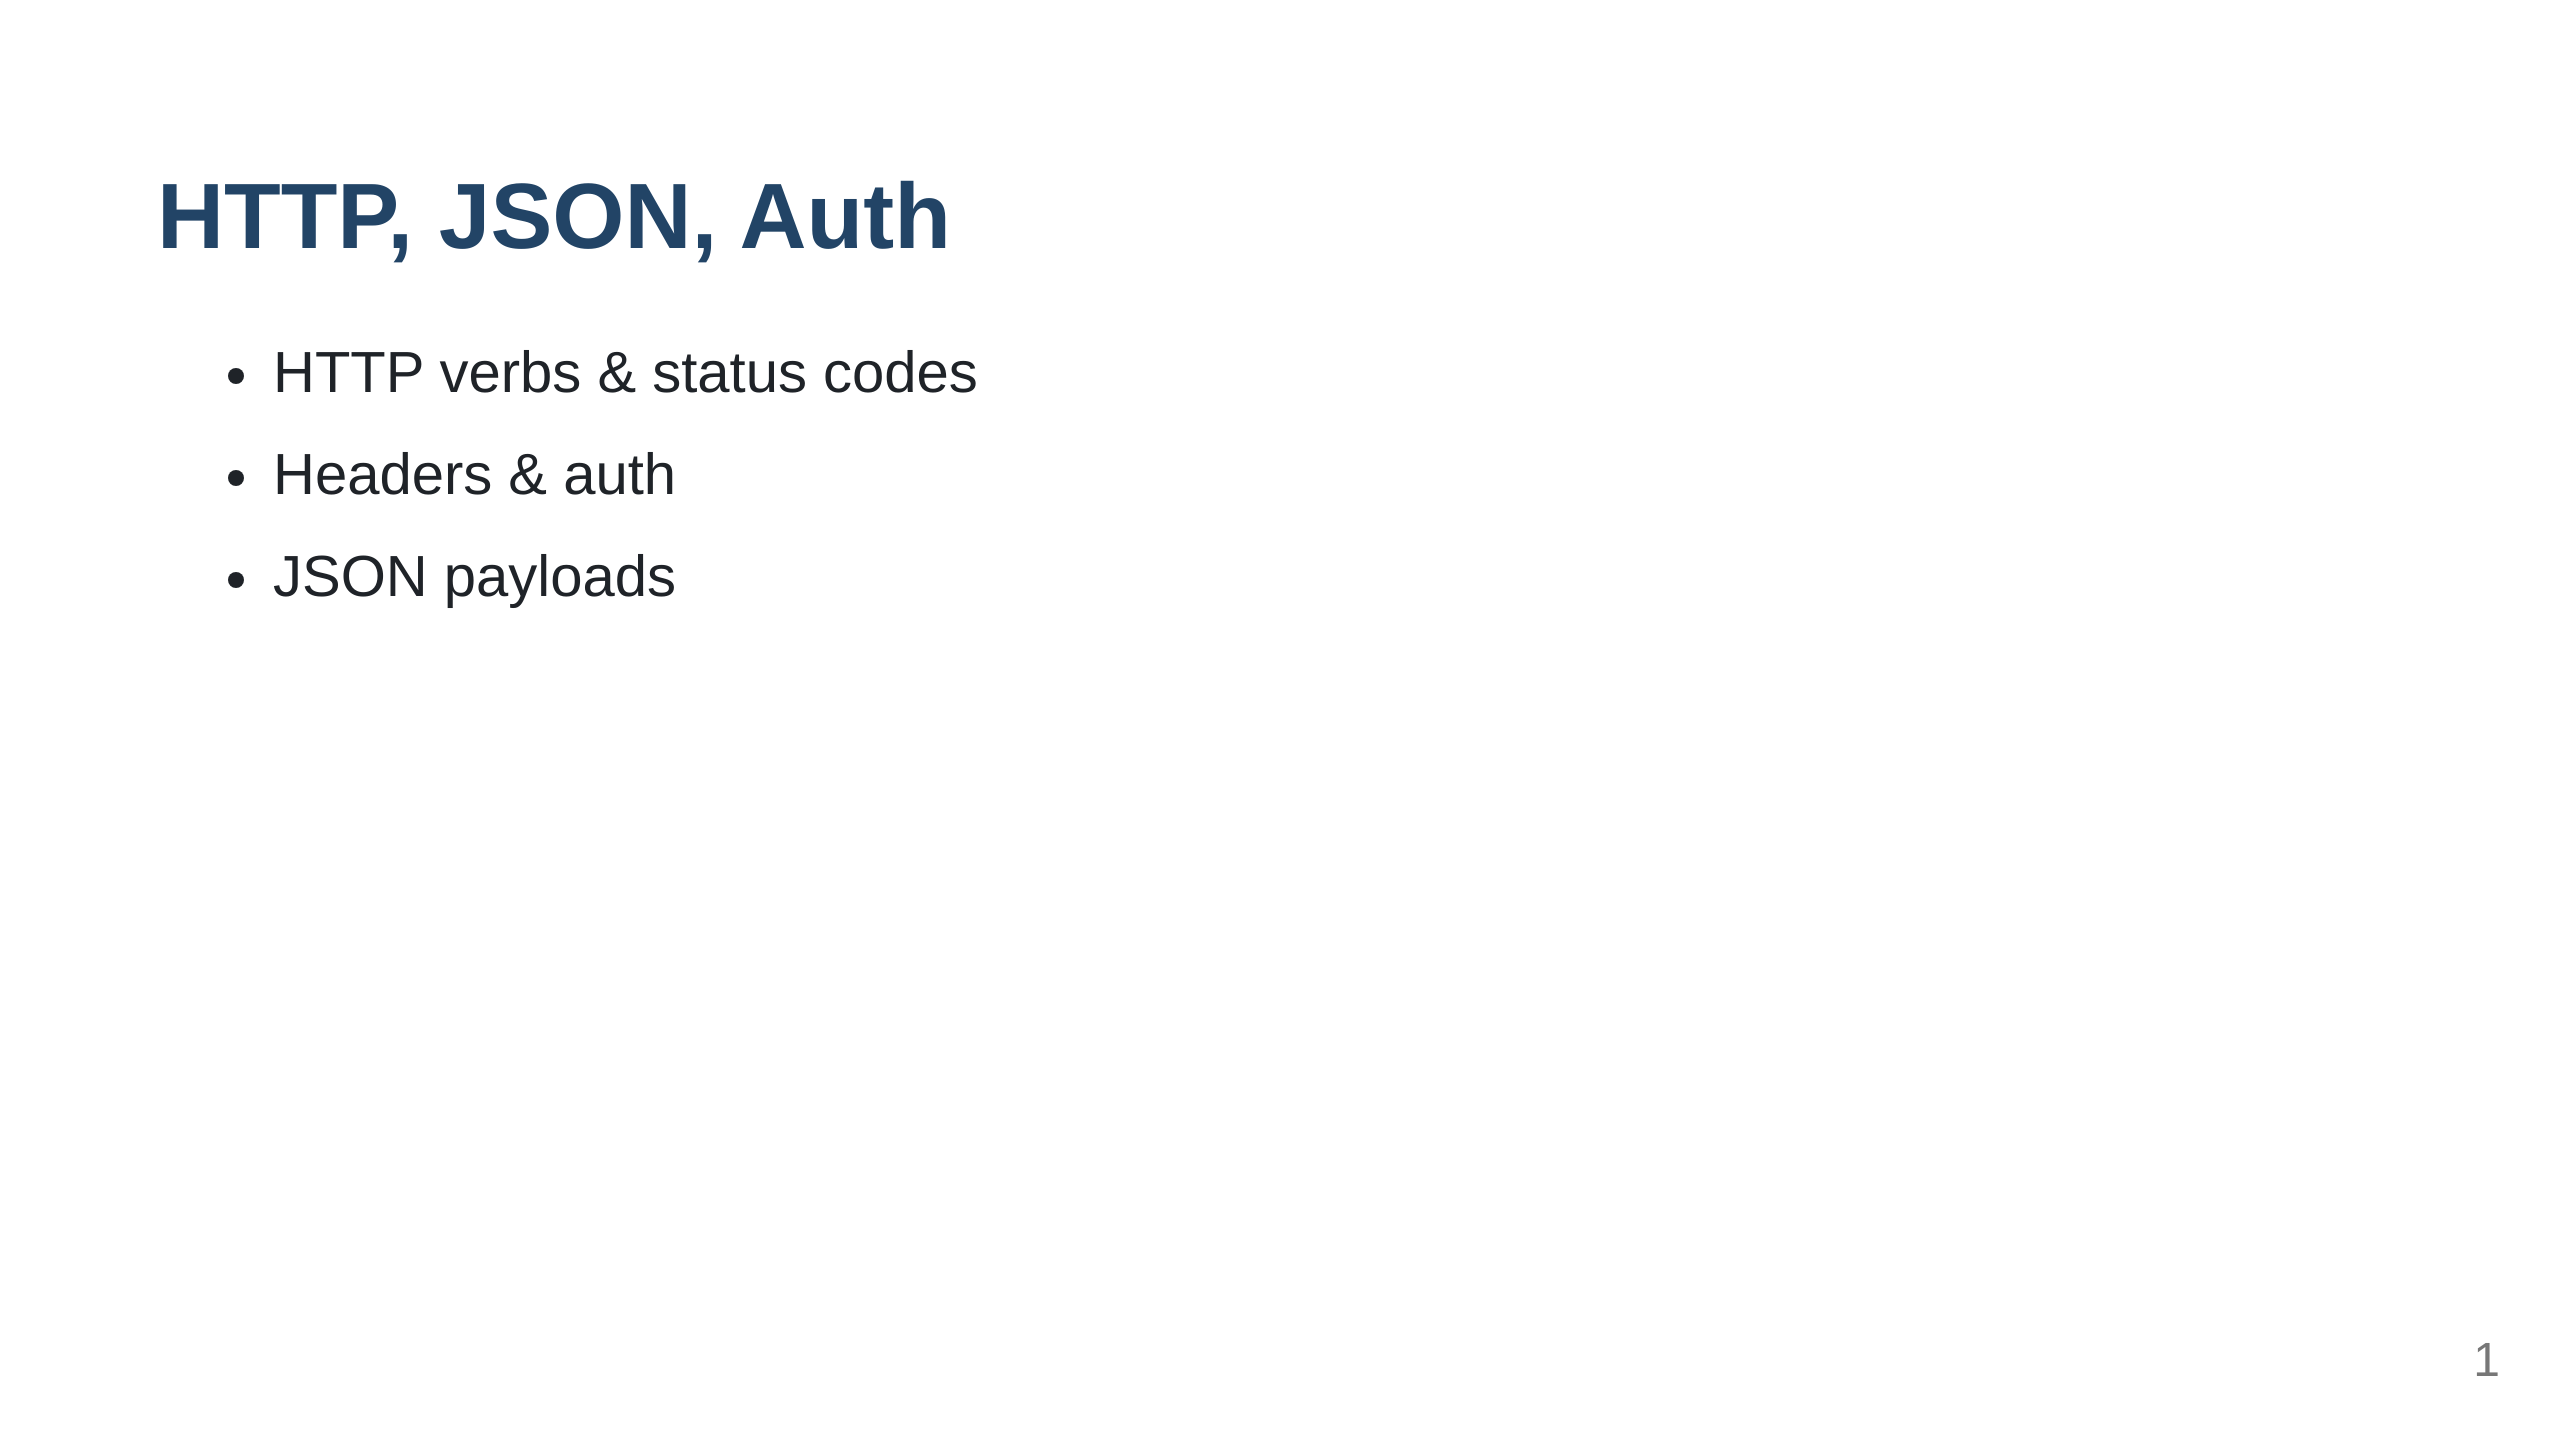 HTTP, JSON, Auth
• HTTP verbs & status codes
• Headers & auth
• JSON payloads
1